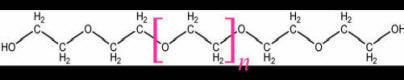 H₂ H₂ H₂ H₂ H₂
C O C C O C C OH
HO C C O C C O C
H₂ H₂ H₂ n H₂ H₂